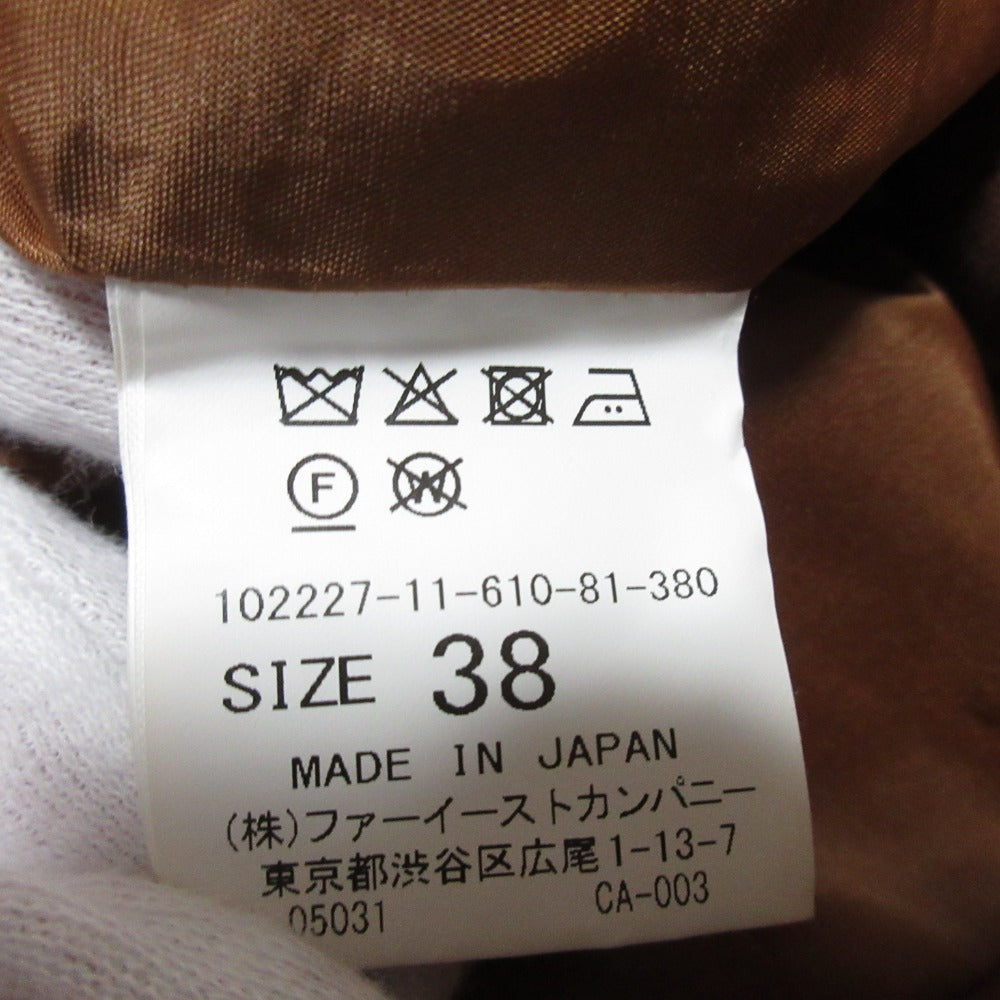 F W
102227-11-610-81-380
SIZE 38
MADE IN JAPAN
(株)ファーイーストカンパニー
東京都渋谷区広尾1-13-7
05031 CA-003